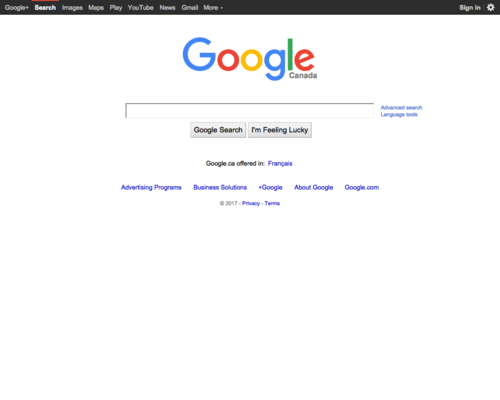 Google+ Search Images Maps Play YouTube News Gmail More Sign In
Google
Canada
Advanced search
Language tools
Google Search I'm Feeling Lucky
Google.ca offered in: Français
Advertising Programs Business Solutions +Google About Google Google.com
© 2017 - Privacy - Terms